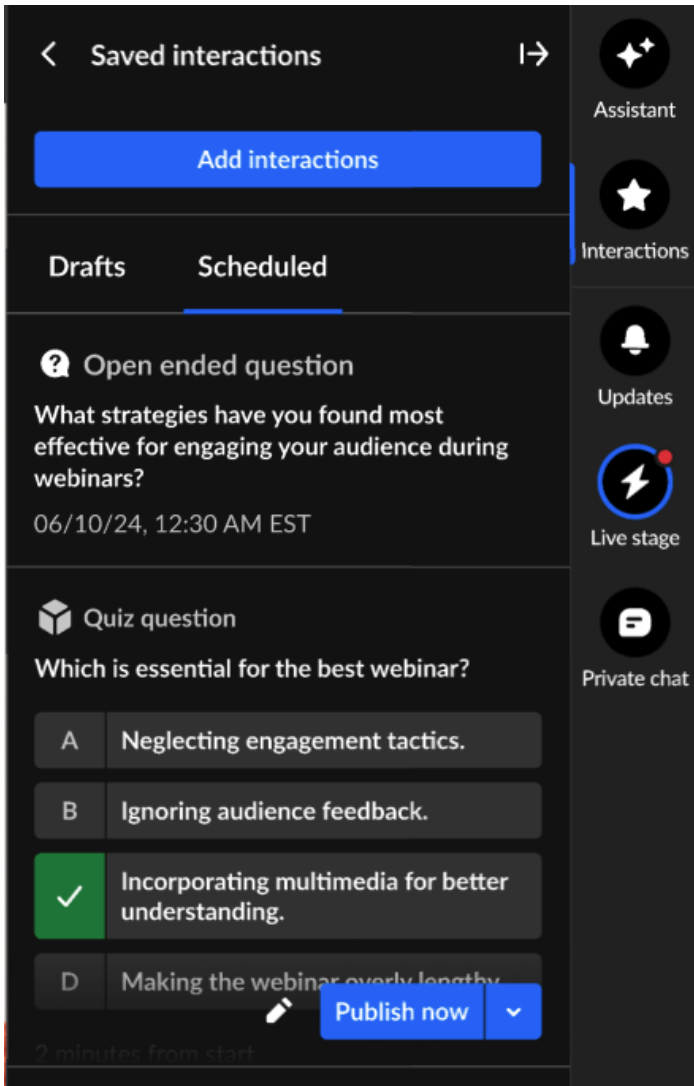 Saved interactions
Add interactions
Drafts
Scheduled
Open ended question
What strategies have you found most
effective for engaging your audience during
webinars?
06/10/24, 12:30 AM EST
Quiz question
Which is essential for the best webinar?
A
Neglecting engagement tactics.
B
Ignoring audience feedback.
Incorporating multimedia for better
understanding.
D
Making the webinar overly lengthy.
Publish now
2 minutes from start
Assistant
Interactions
Updates
Live stage
Private chat